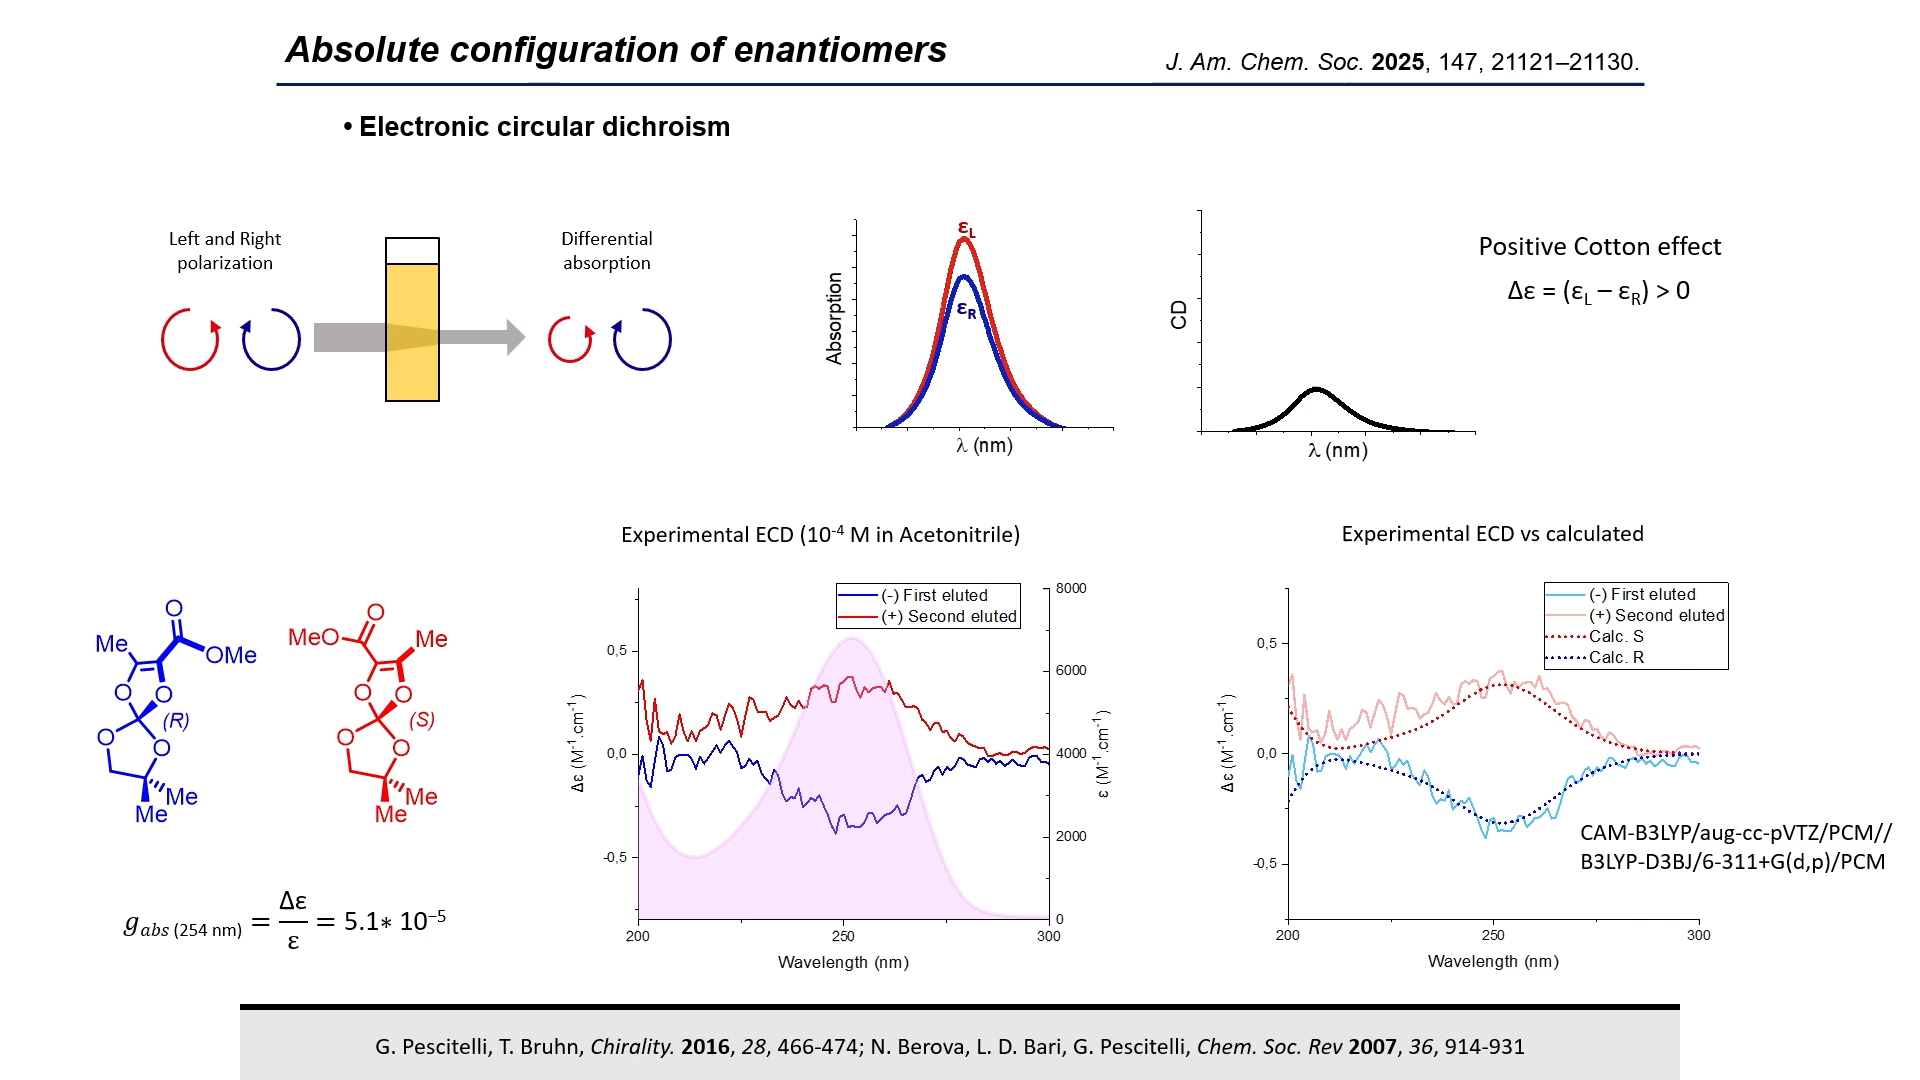 Absolute configuration of enantiomers
J. Am. Chem. Soc. 2025, 147, 21121–21130.
• Electronic circular dichroism
Left and Right
polarization
Differential
absorption
Absorption
εL
εR
λ (nm)
CD
λ (nm)
Positive Cotton effect
Δε = (εL – εR) > 0
Experimental ECD (10-4 M in Acetonitrile)
Experimental ECD vs calculated
O
Me
OMe
O
O
(R)
O
O
Me
Me
O
MeO
Me
O
O
(S)
O
O
Me
Me
gabs (254 nm) = Δε/ε = 5.1* 10–5
(-) First eluted
(+) Second eluted
0,5
0,0
-0,5
Δε (M-1.cm-1)
8000
6000
4000
2000
0
ε (M-1.cm-1)
200
250
300
Wavelength (nm)
(-) First eluted
(+) Second eluted
Calc. S
Calc. R
0,5
0,0
-0,5
Δε (M-1.cm-1)
200
250
300
Wavelength (nm)
CAM-B3LYP/aug-cc-pVTZ/PCM//
B3LYP-D3BJ/6-311+G(d,p)/PCM
G. Pescitelli, T. Bruhn, Chirality. 2016, 28, 466-474; N. Berova, L. D. Bari, G. Pescitelli, Chem. Soc. Rev 2007, 36, 914-931